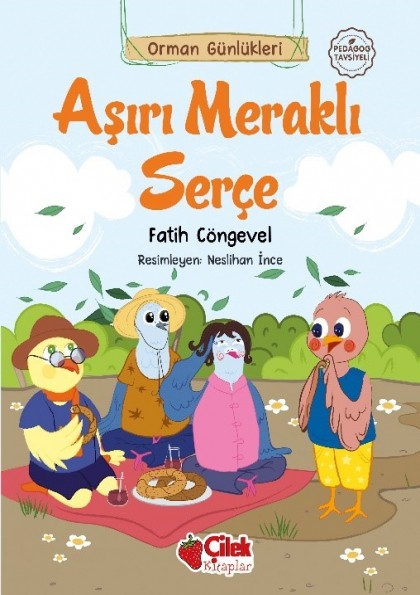 Orman Günlükleri
PEDAGOG
TAVSİYELİ
Aşırı Meraklı
Serçe
Fatih Cöngevel
Resimleyen: Neslihan İnce
Çilek
Kitaplar